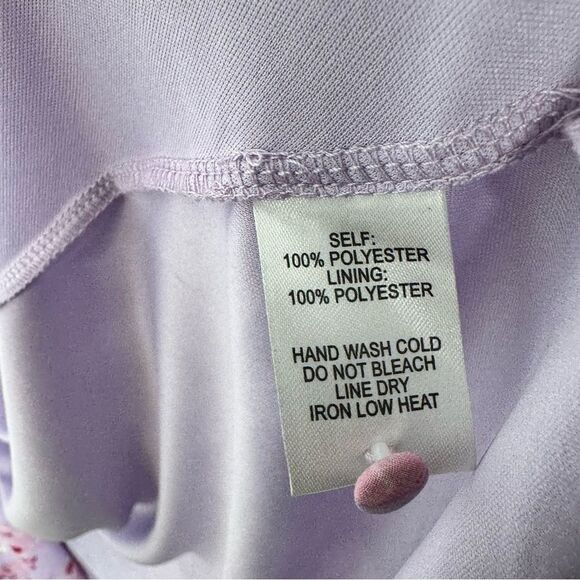 SELF:
100% POLYESTER
LINING:
100% POLYESTER
HAND WASH COLD
DO NOT BLEACH
LINE DRY
IRON LOW HEAT